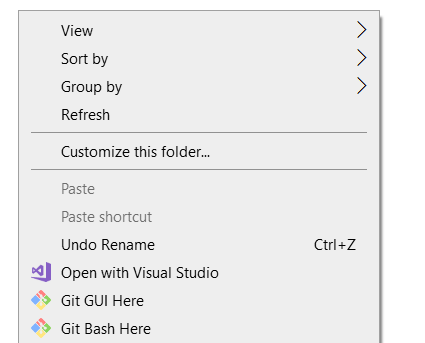 View
Sort by
Group by
Refresh
Customize this folder...
Paste
Paste shortcut
Undo Rename Ctrl+Z
Open with Visual Studio
Git GUI Here
Git Bash Here